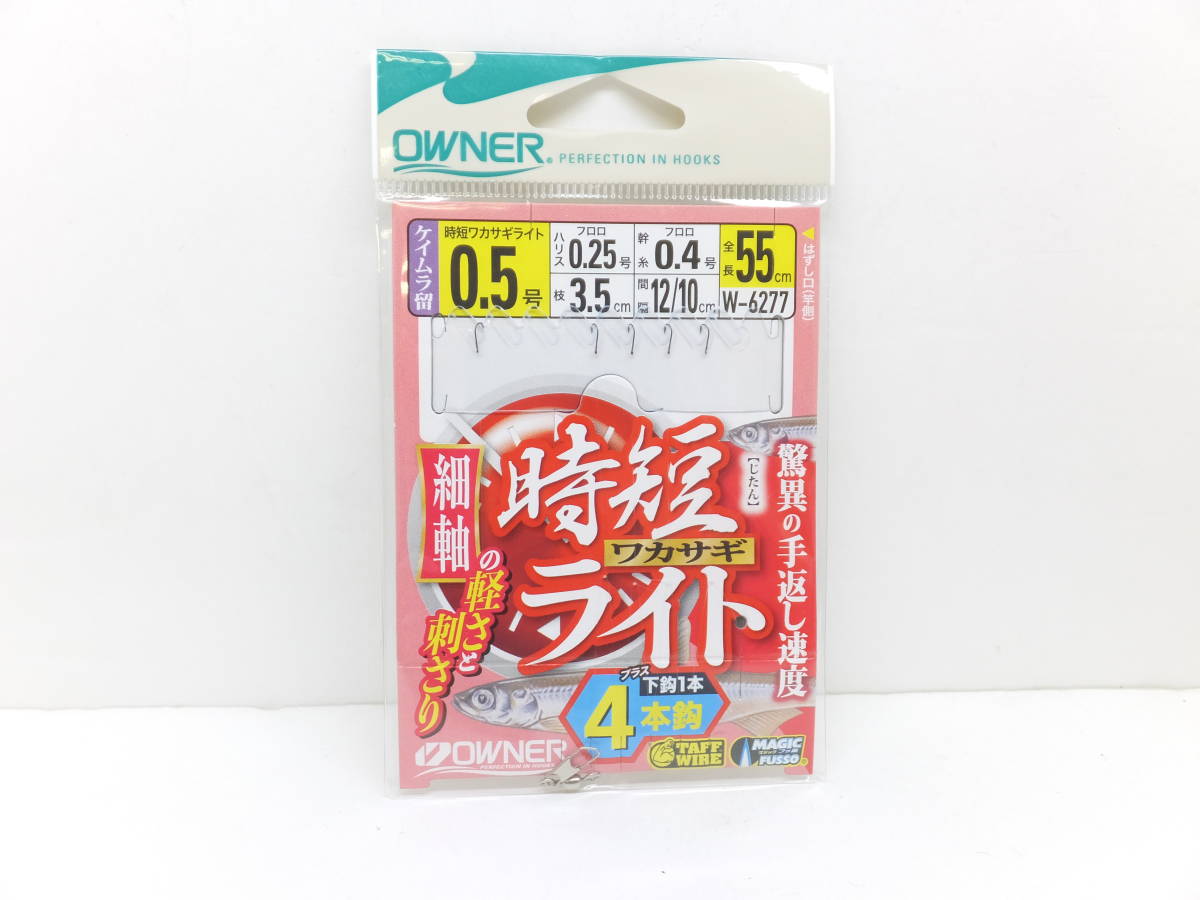 OWNER® PERFECTION IN HOOKS
ケイムラ留
時短ワカサギライト
0.5号
ハリス フロロ 0.25号
幹糸 フロロ 0.4号
全長 55cm
枝 3.5cm
間隔 12/10cm
W-6277
◀はずし口(竿側)
時短
【じたん】
ワカサギ
ライト
驚異の手返し速度
細軸
の軽さと
刺さり
プラス
下鈎1本
4本鈎
OWNER
PERFECTION IN HOOKS
TAFF
WIRE
MAGIC
FUSSO